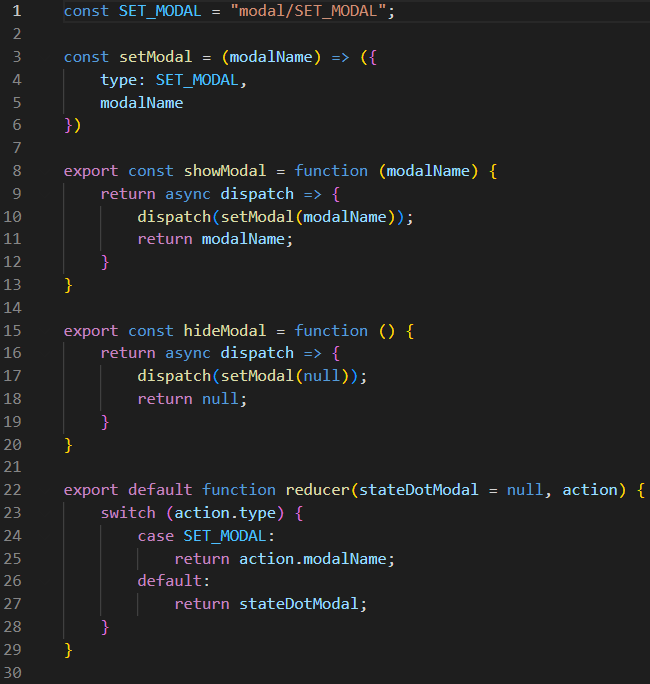 1 const SET_MODAL = "modal/SET_MODAL";
2
3 const setModal = (modalName) => ({
4     type: SET_MODAL,
5     modalName
6 })
7
8 export const showModal = function (modalName) {
9     return async dispatch => {
10         dispatch(setModal(modalName));
11         return modalName;
12     }
13 }
14
15 export const hideModal = function () {
16     return async dispatch => {
17         dispatch(setModal(null));
18         return null;
19     }
20 }
21
22 export default function reducer(stateDotModal = null, action) {
23     switch (action.type) {
24         case SET_MODAL:
25             return action.modalName;
26         default:
27             return stateDotModal;
28     }
29 }
30